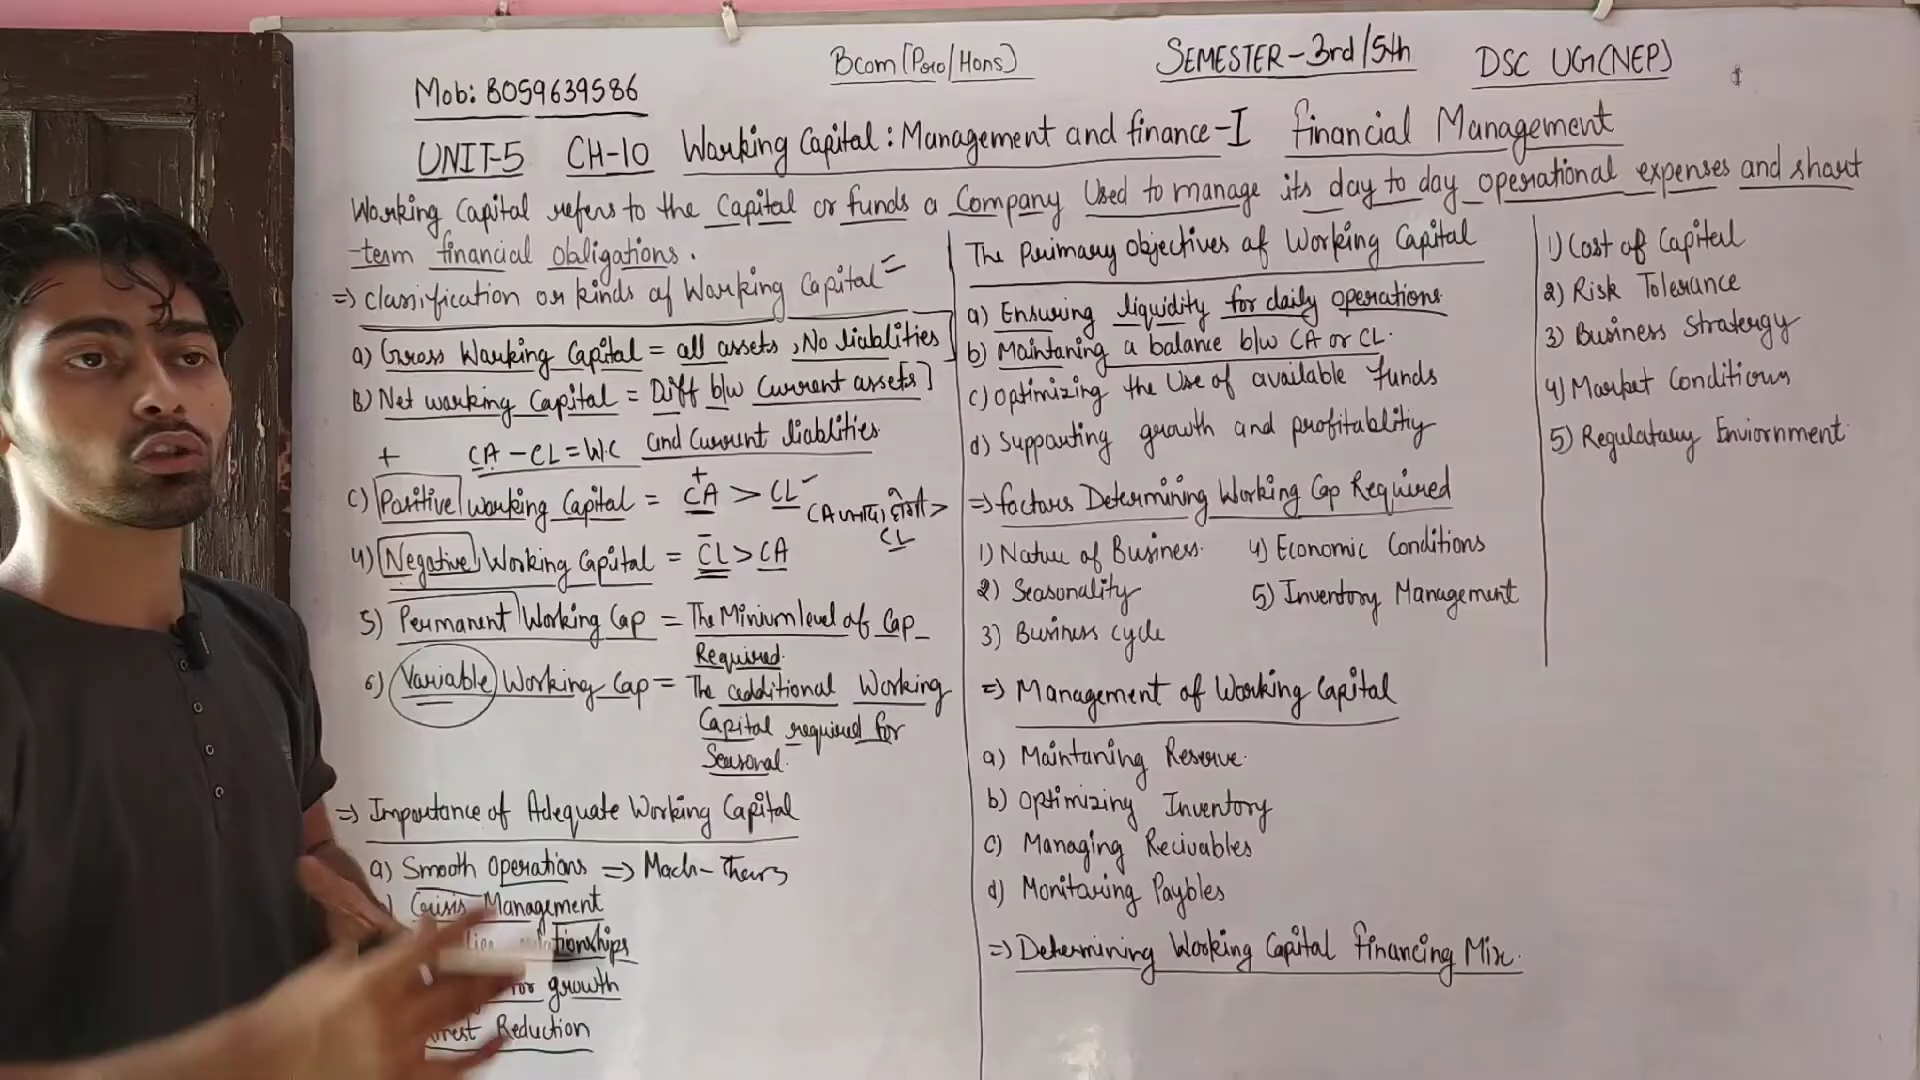 Bcom(Pro/Hons)
SEMESTER-3rd/5th
DSC UG(NEP)
Mob: 8059639586
UNIT-5 CH-10 Working Capital: Management and finance-I financial Management
Working Capital refers to the Capital or funds a Company Used to manage its day to day operational expenses and short
-term financial obligations.
=> Classification or kinds of Working Capital =
a) Gross Working Capital = all assets, No liablities
B) Net working Capital = Diff b/w Current assets
and Current liablities
+ CA - CL = W.C
c) Positive working Capital = CA > CL
+
CL
4) Negative Working Capital = CL > CA
5) Permanent Working Cap = The Minium level of Cap
Required.
6) Variable Working Cap = The additional Working
Capital required for
Seasonal.
=> Importance of Adequate Working Capital
a) Smooth Operations => Mach-
Crisis Management
growth
Reduction
The Primary Objectives of Working Capital
a) Ensuring liquidity for daily operations.
b) Maintaning a balance b/w CA or CL.
c) Optimizing the Use of available funds
d) Supporting growth and profitablitiy
=> factors Determining Working Cap Required
1) Nature of Business.
2) Seasonality
3) Business cycle
4) Economic Conditions
5) Inventory Management
=> Management of Working Capital
a) Maintaning Reserve.
b) Optimizing Inventory
c) Managing Recivables
d) Monitoring Paybles
=> Determining Working Capital financing Mix.
1) Cost of Capital
2) Risk Tolerance
3) Business Stratergy
4) Market Conditions
5) Regulatary Enviornment